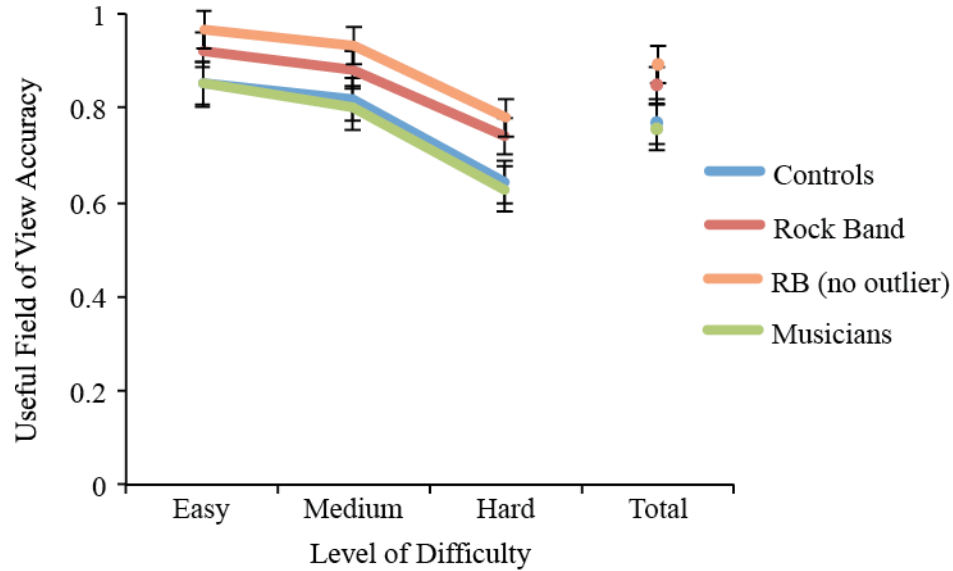 Useful Field of View Accuracy
1
0.8
0.6
0.4
0.2
0
Easy
Medium
Hard
Total
Level of Difficulty
Controls
Rock Band
RB (no outlier)
Musicians